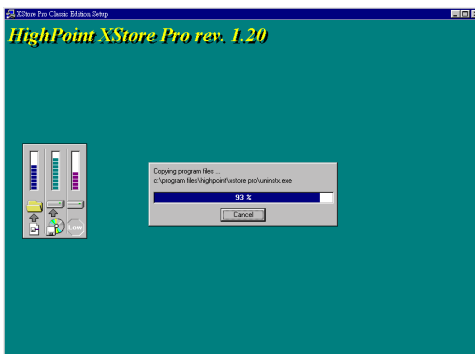 XStore Pro Classic Edition Setup
HighPoint XStore Pro rev. 1.20
Copying program files ...
c:\program files\highpoint\xstore pro\uninstx.exe
93 %
Cancel
Low